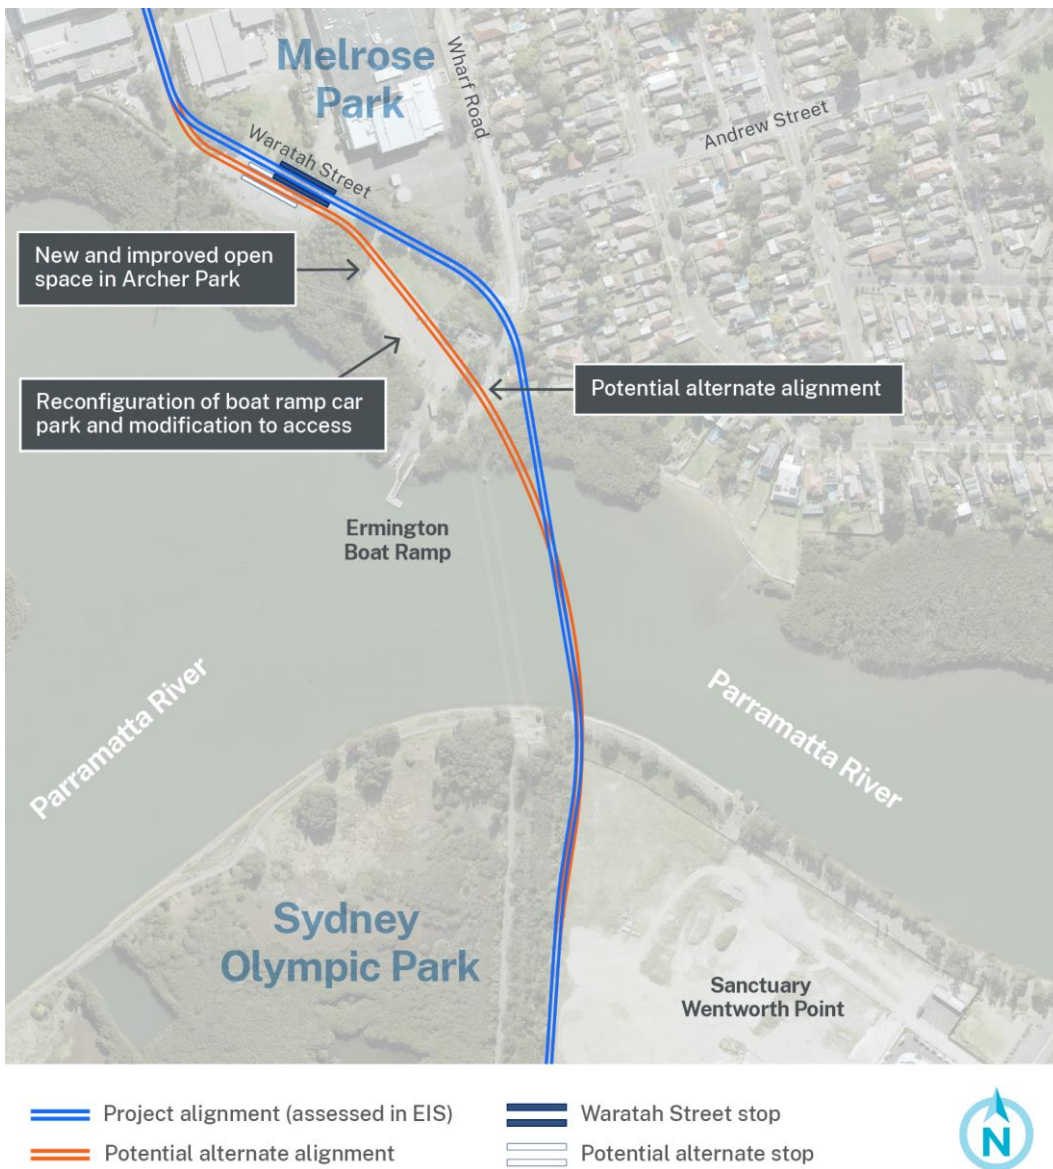 Melrose
Park
Wharf Road
Andrew Street
Waratah Street
New and improved open
space in Archer Park
Reconfiguration of boat ramp car
park and modification to access
Potential alternate alignment
Ermington
Boat Ramp
Parramatta River
Parramatta River
Sydney
Olympic Park
Sanctuary
Wentworth Point
Project alignment (assessed in EIS)
Waratah Street stop
Potential alternate alignment
Potential alternate stop
N